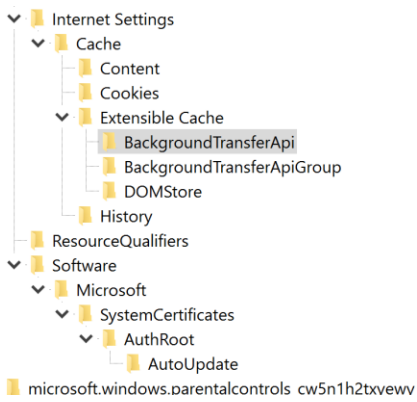 Internet Settings
Cache
Content
Cookies
Extensible Cache
BackgroundTransferApi
BackgroundTransferApiGroup
DOMStore
History
ResourceQualifiers
Software
Microsoft
SystemCertificates
AuthRoot
AutoUpdate
microsoft.windows.parentalcontrols_cw5n1h2txyewy